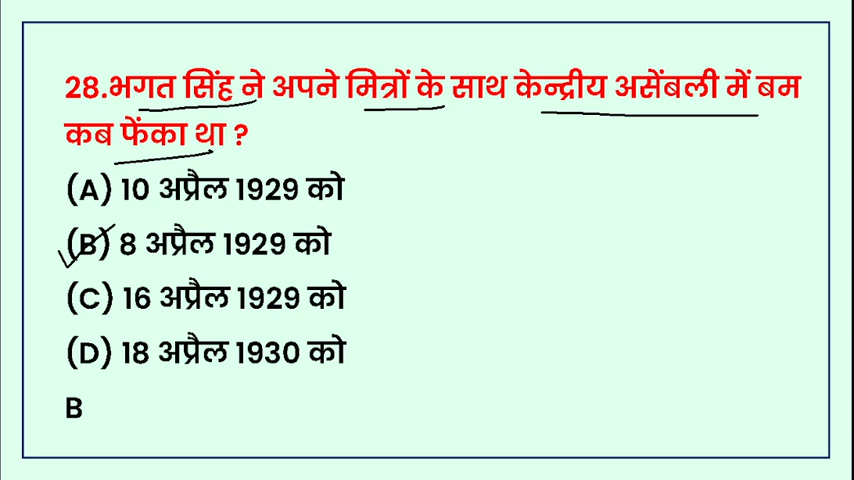 28.भगत सिंह ने अपने मित्रों के साथ केन्द्रीय असेंबली में बम
कब फेंका था ?
(A) 10 अप्रैल 1929 को
(B) 8 अप्रैल 1929 को
(C) 16 अप्रैल 1929 को
(D) 18 अप्रैल 1930 को
B